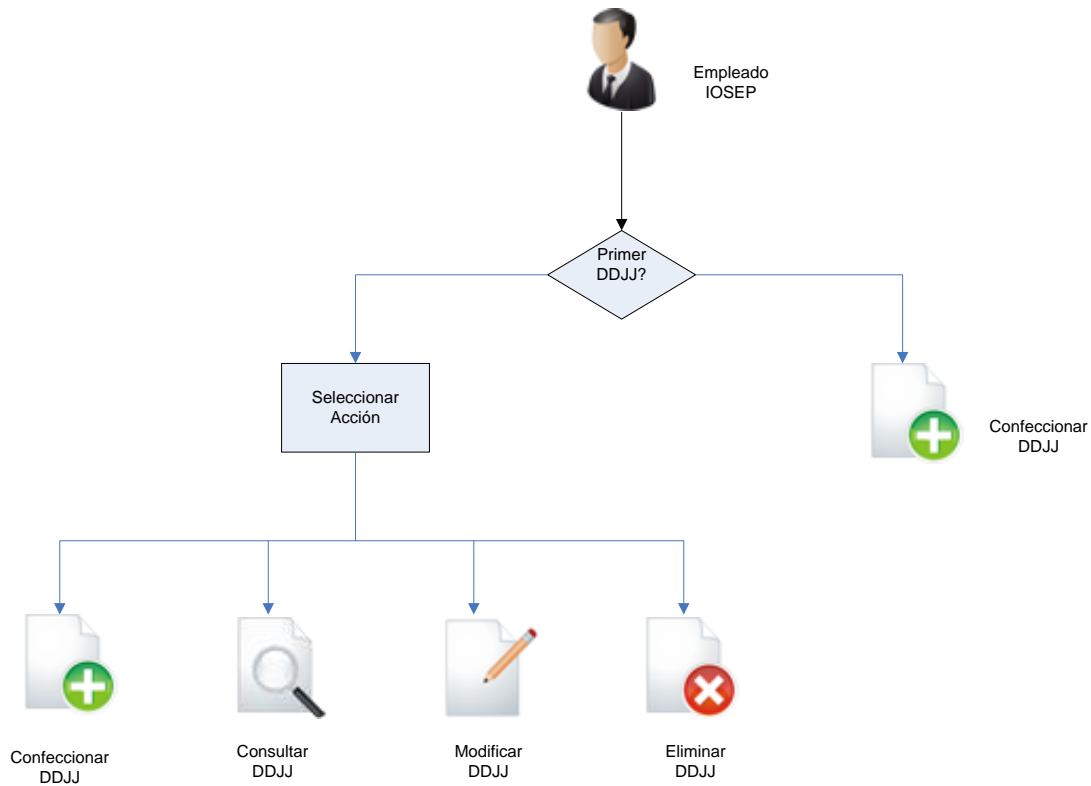 Empleado
IOSEP
Primer
DDJJ?
Seleccionar
Acción
Confeccionar
DDJJ
Confeccionar
DDJJ
Consultar
DDJJ
Modificar
DDJJ
Eliminar
DDJJ